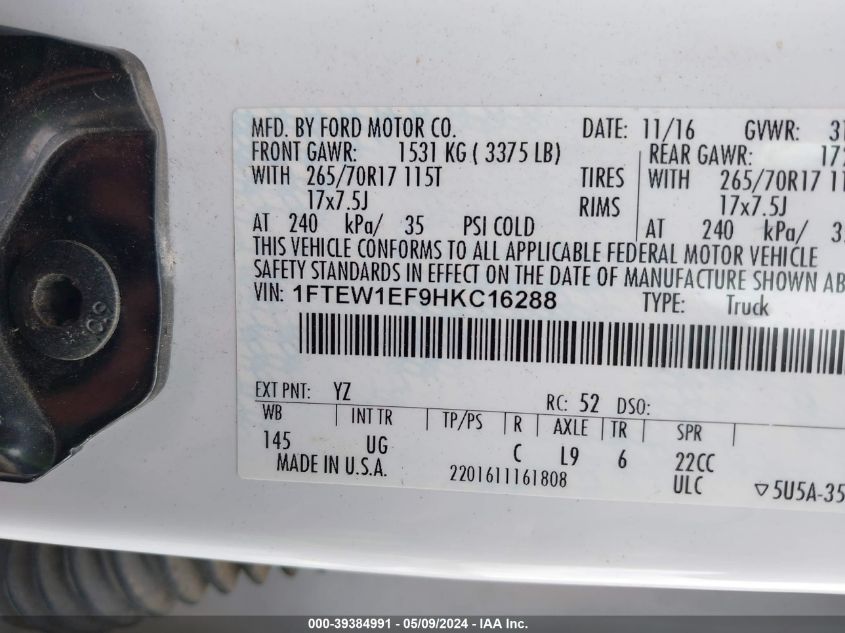 MFD. BY FORD MOTOR CO. DATE: 11/16 GVWR:
FRONT GAWR: 1531 KG ( 3375 LB) REAR GAWR:
WITH 265/70R17 115T TIRES WITH 265/70R17 115
17x7.5J RIMS 17x7.5J
AT 240 kPa/ 35 PSI COLD AT 240 kPa/
THIS VEHICLE CONFORMS TO ALL APPLICABLE FEDERAL MOTOR VEHICLE
SAFETY STANDARDS IN EFFECT ON THE DATE OF MANUFACTURE SHOWN
VIN: 1FTEW1EF9HKC16288 TYPE: Truck
EXT PNT: YZ RC: 52 DSO:
WB INT TR TP/PS R AXLE TR SPR
145 UG C L9 6 22CC
MADE IN U.S.A. 2201611161808 ULC ▽5U5A-35
Co
000-39384991 - 05/09/2024 - IAA Inc.